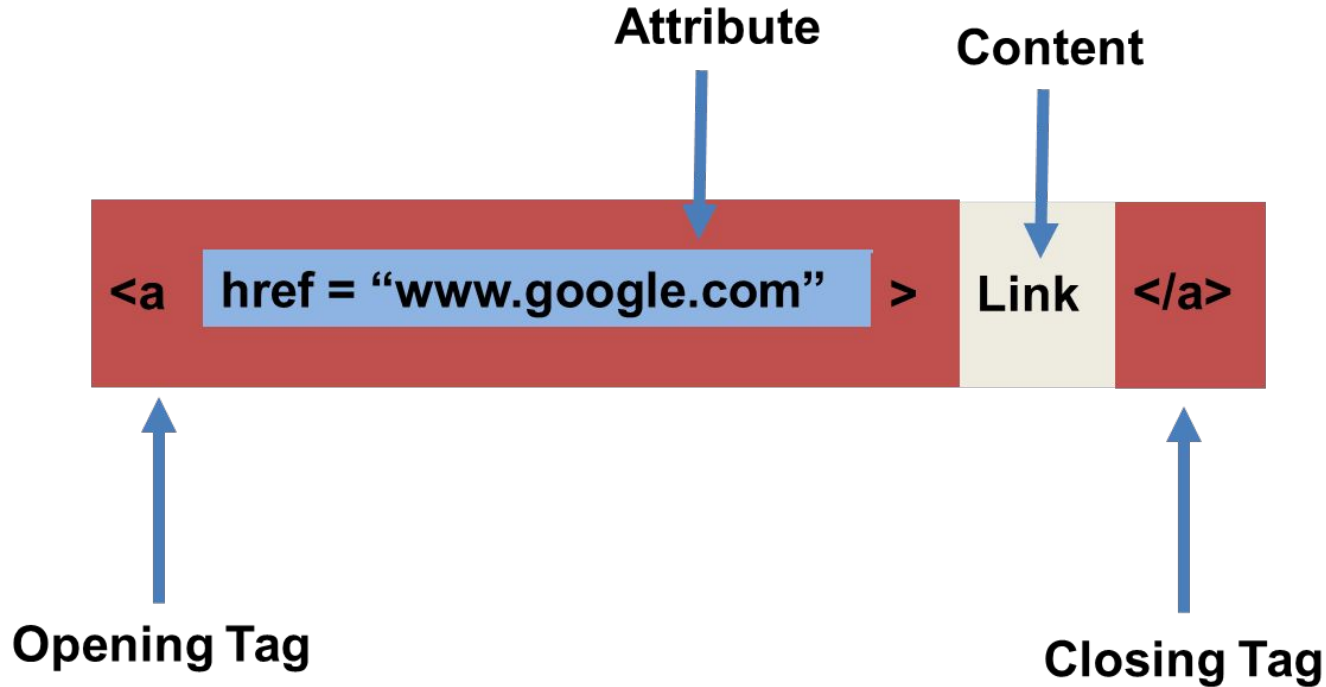 Attribute
Content
<a href = “www.google.com” > Link </a>
Opening Tag
Closing Tag